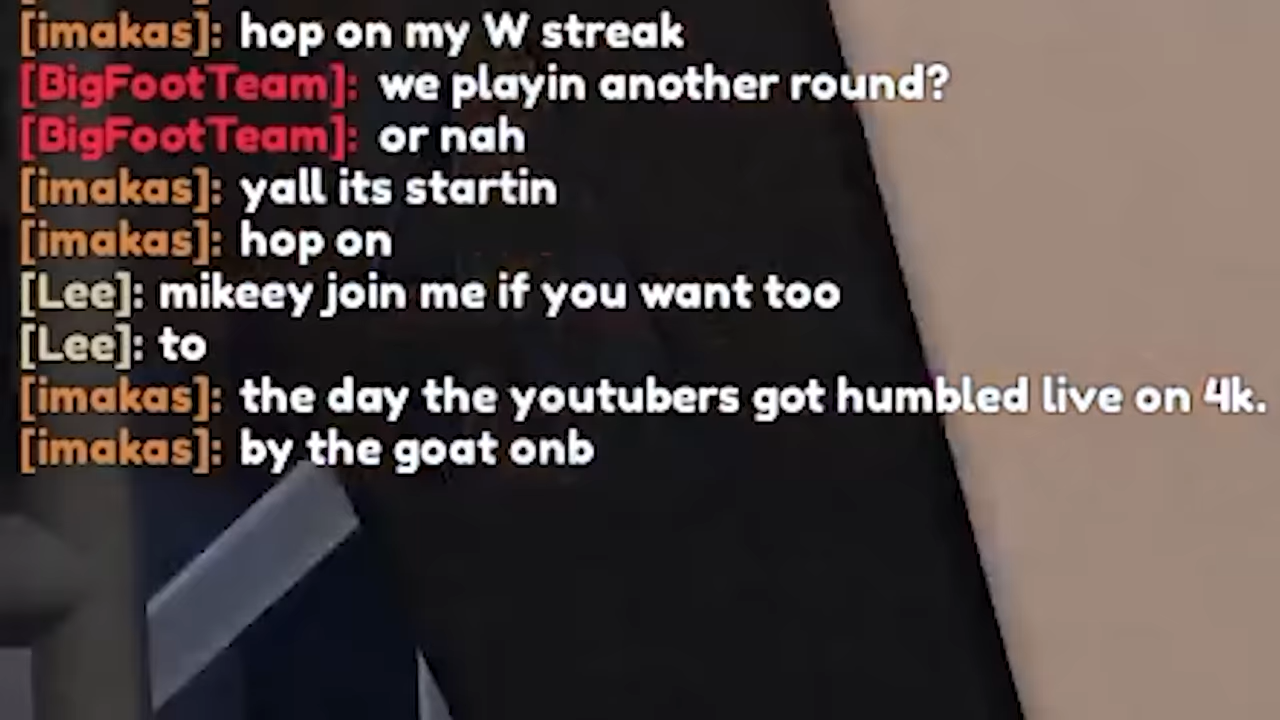 [imakas]: hop on my W streak
[BigFootTeam]: we playin another round?
[BigFootTeam]: or nah
[imakas]: yall its startin
[imakas]: hop on
[Lee]: mikeey join me if you want too
[Lee]: to
[imakas]: the day the youtubers got humbled live on 4k.
[imakas]: by the goat onb